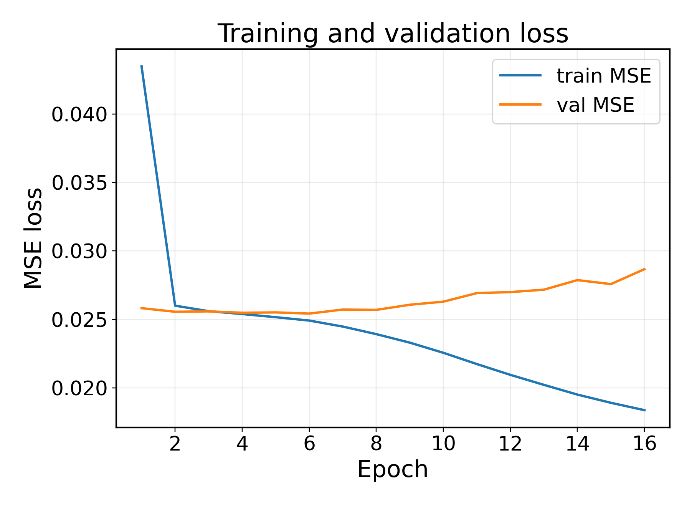 Training and validation loss
train MSE
val MSE
0.040
0.035
0.030
0.025
0.020
MSE loss
2 4 6 8 10 12 14 16
Epoch